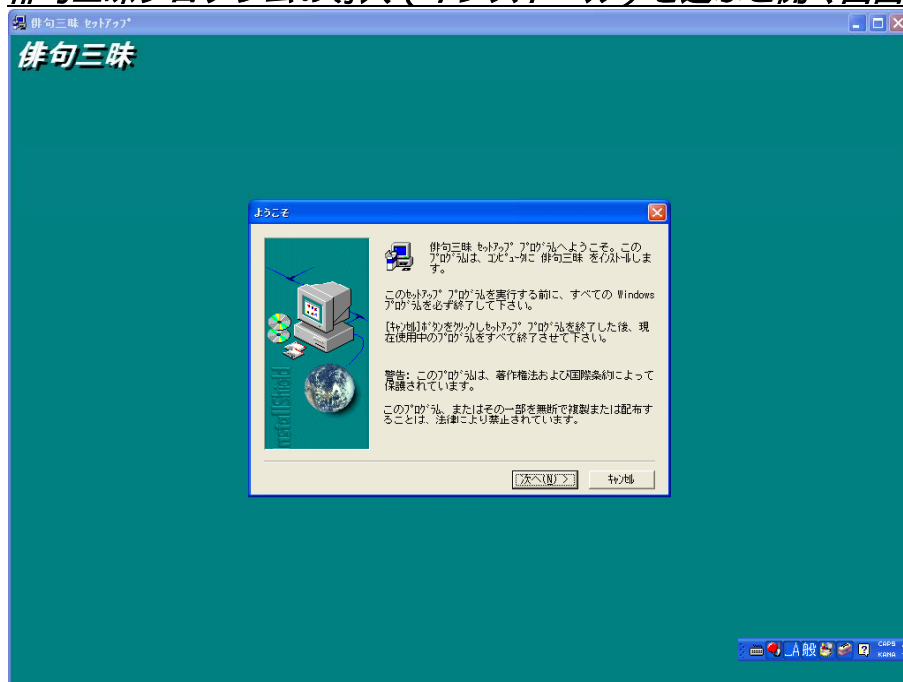 俳句三昧 ｾｯﾄｱｯﾌﾟ
俳句三昧
ようこそ
俳句三昧 ｾｯﾄｱｯﾌﾟ ﾌﾟﾛｸﾞﾗﾑへようこそ。この
ﾌﾟﾛｸﾞﾗﾑは、ｺﾝﾋﾟｭｰﾀに 俳句三昧 をｲﾝｽﾄｰﾙしま
す。
このｾｯﾄｱｯﾌﾟ ﾌﾟﾛｸﾞﾗﾑを実行する前に、すべての Windows
ﾌﾟﾛｸﾞﾗﾑを必ず終了して下さい。
[ｷｬﾝｾﾙ]ﾎﾞﾀﾝをｸﾘｯｸしｾｯﾄｱｯﾌﾟ ﾌﾟﾛｸﾞﾗﾑを終了した後、現
在使用中のﾌﾟﾛｸﾞﾗﾑをすべて終了させて下さい。
警告: このﾌﾟﾛｸﾞﾗﾑは、著作権法および国際条約によって
保護されています。
このﾌﾟﾛｸﾞﾗﾑ、またはその一部を無断で複製または配布す
ることは、法律により禁止されています。
InstallShield
次へ(N) >
ｷｬﾝｾﾙ
_A 般
CAPS
KANA